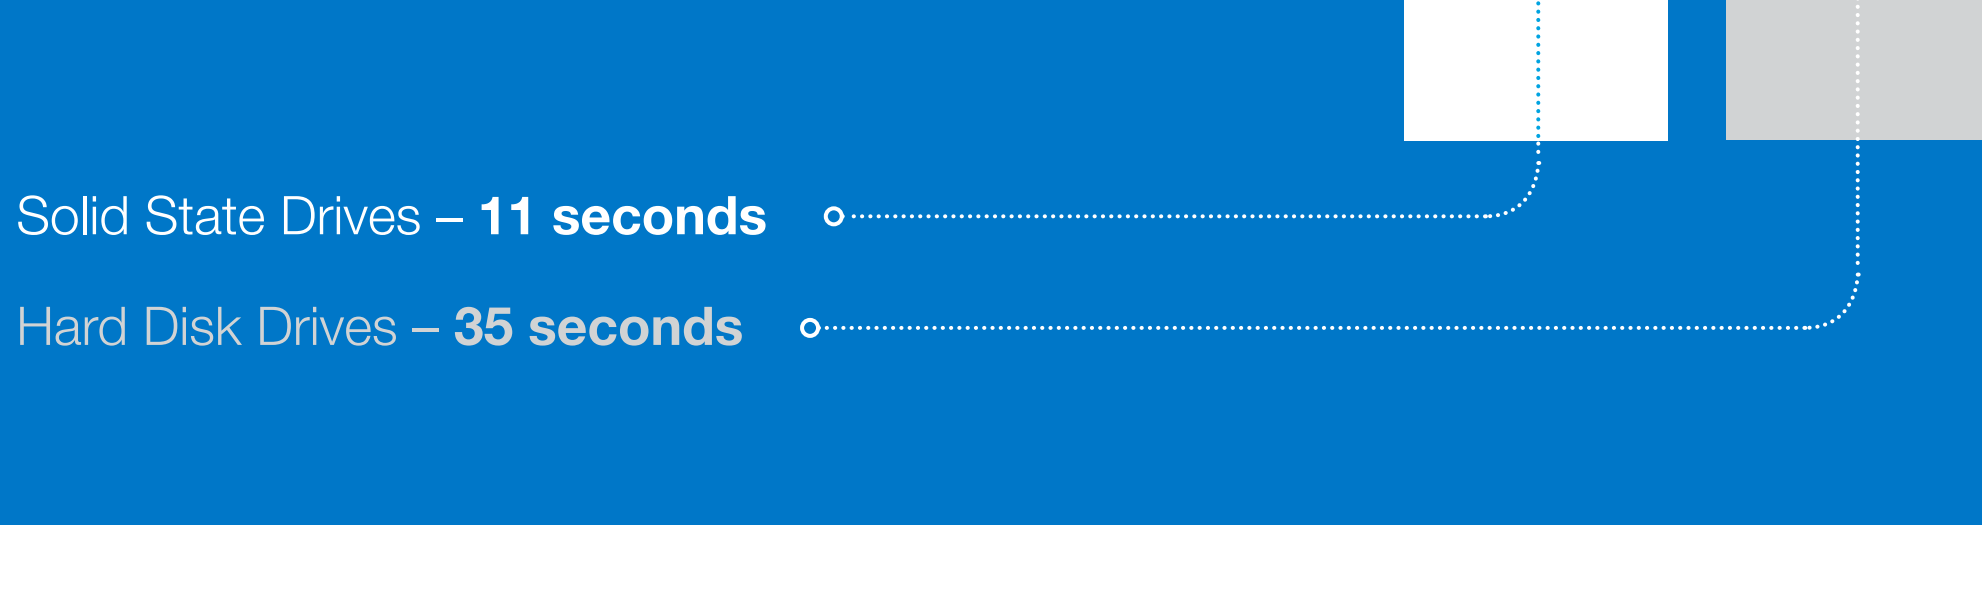 Solid State Drives – 11 seconds
Hard Disk Drives – 35 seconds